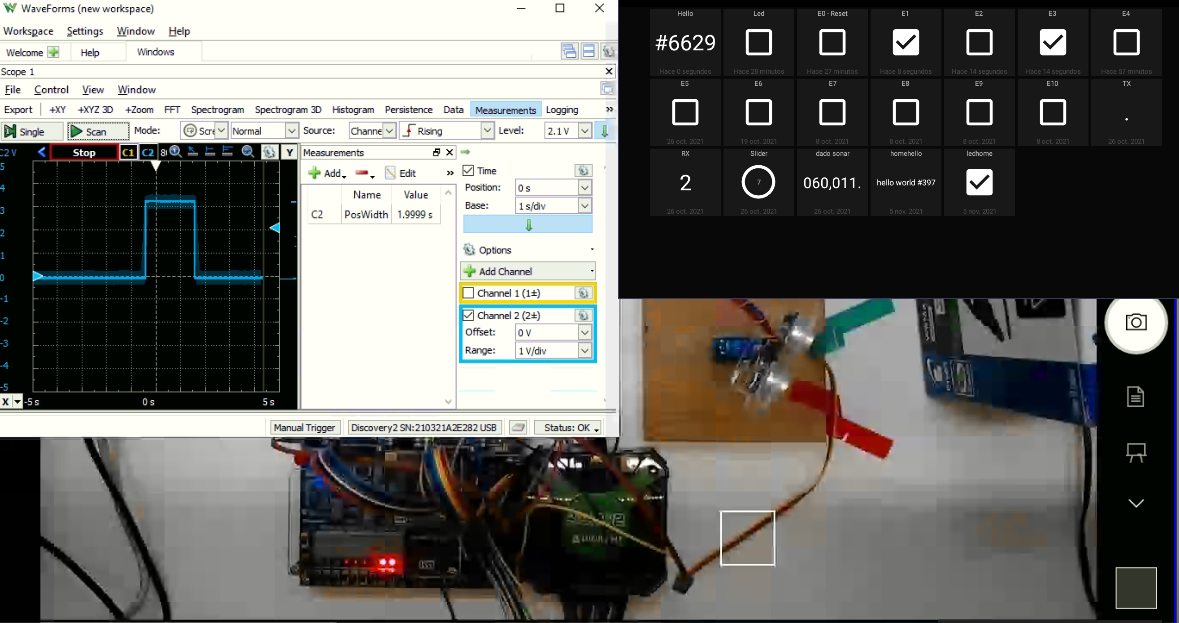 WaveForms (new workspace)
Workspace Settings Window Help
Welcome Help Windows
Scope 1
File Control View Window
Export +XY +XYZ 3D +Zoom FFT Spectrogram Spectrogram 3D Histogram Persistence Data Measurements Logging »
Single Scan Mode: Scr Normal Source: Channe Rising Level: 2.1 V
C2 V Stop C1 C2 Y
5
4
3
2
1
0
-1
-2
-3
-4
-5
X -5 s 0 s 5 s
Measurements
Add Edit »
Name Value
C2 PosWidth 1.9999 s
Time
Position: 0 s
Base: 1 s/div
Options
Add Channel
Channel 1 (1±)
Channel 2 (2±)
Offset: 0 V
Range: 1 V/div
Manual Trigger Discovery2 SN:210321A2E282 USB Status: OK
Hello Led E0 - Reset E1 E2 E3 E4
#6629
Hace 0 segundos Hace 29 minutos Hace 27 minutos Hace 8 segundos Hace 14 segundos Hace 14 segundos Hace 57 minutos
E5 E6 E7 E8 E9 E10 TX
.
26 oct. 2021 19 oct. 2021 8 oct. 2021 8 oct. 2021 8 oct. 2021 8 oct. 2021 26 oct. 2021
RX Slider dado sonar homehello ledhome
2 7 060,011. hello world #397
26 oct. 2021 26 oct. 2021 26 oct. 2021 5 nov. 2021 5 nov. 2021